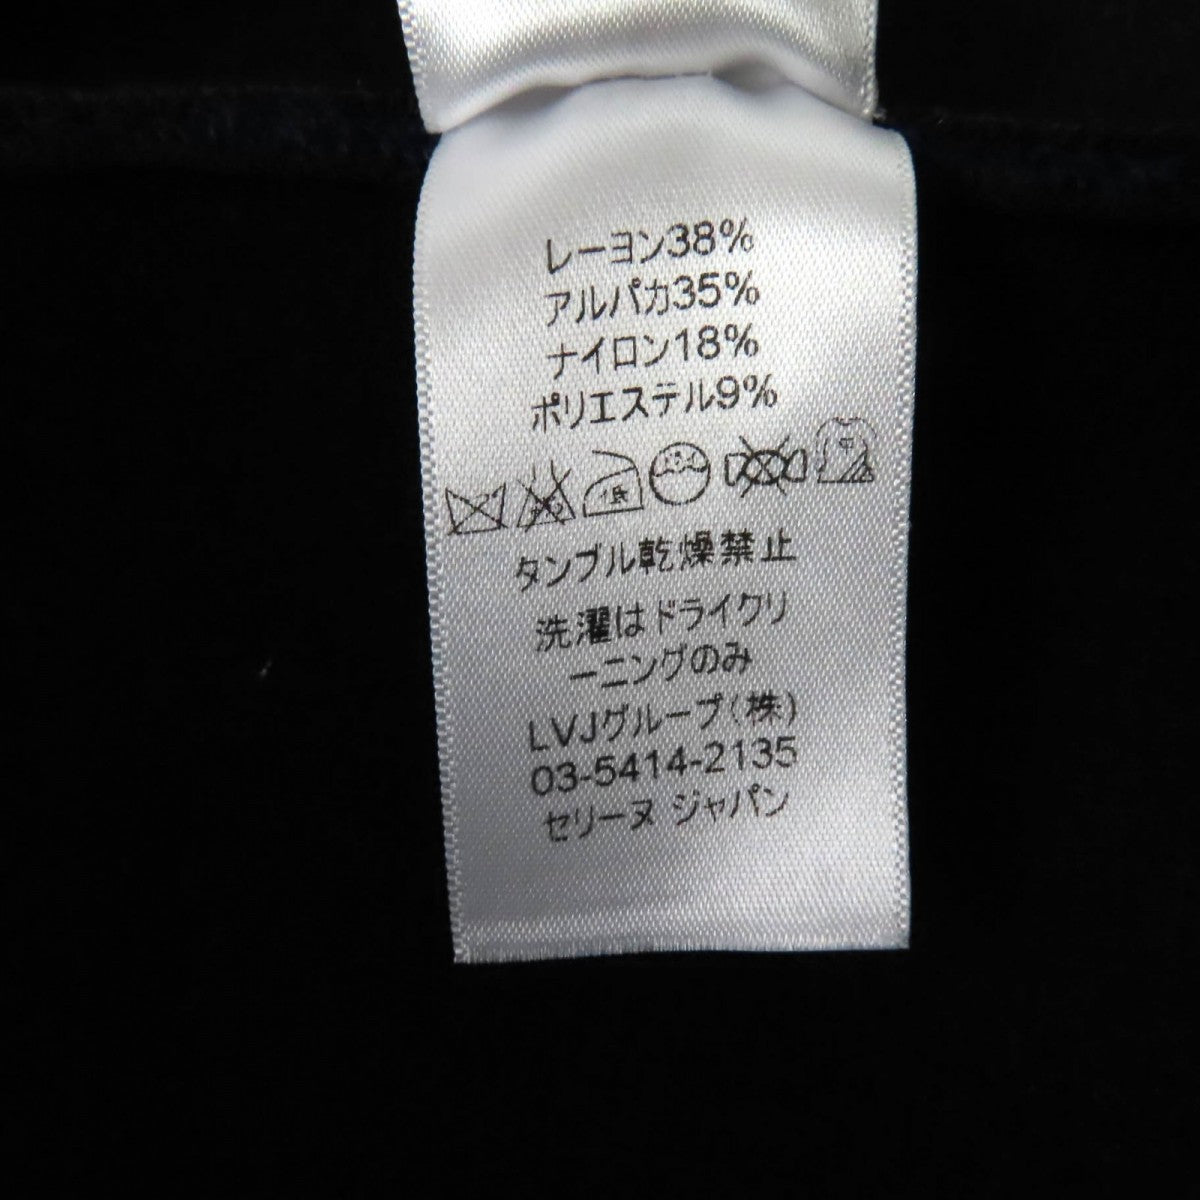 レーヨン38%
アルパカ35%
ナイロン18%
ポリエステル9%
低
タンブル乾燥禁止
洗濯はドライクリ
ーニングのみ
LVJグループ(株)
03-5414-2135
セリーヌ ジャパン